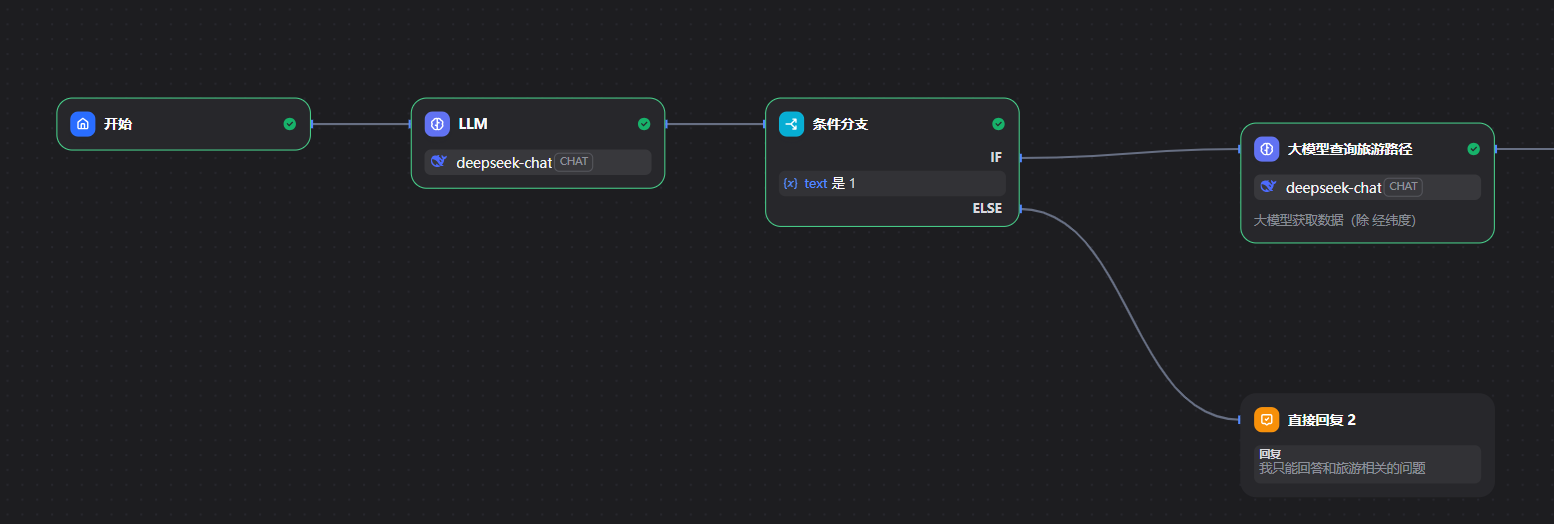 开始
LLM
deepseek-chat CHAT
条件分支
IF
{x} text 是 1
ELSE
大模型查询旅游路径
deepseek-chat CHAT
大模型获取数据（除 经纬度）
直接回复 2
回复
我只能回答和旅游相关的问题